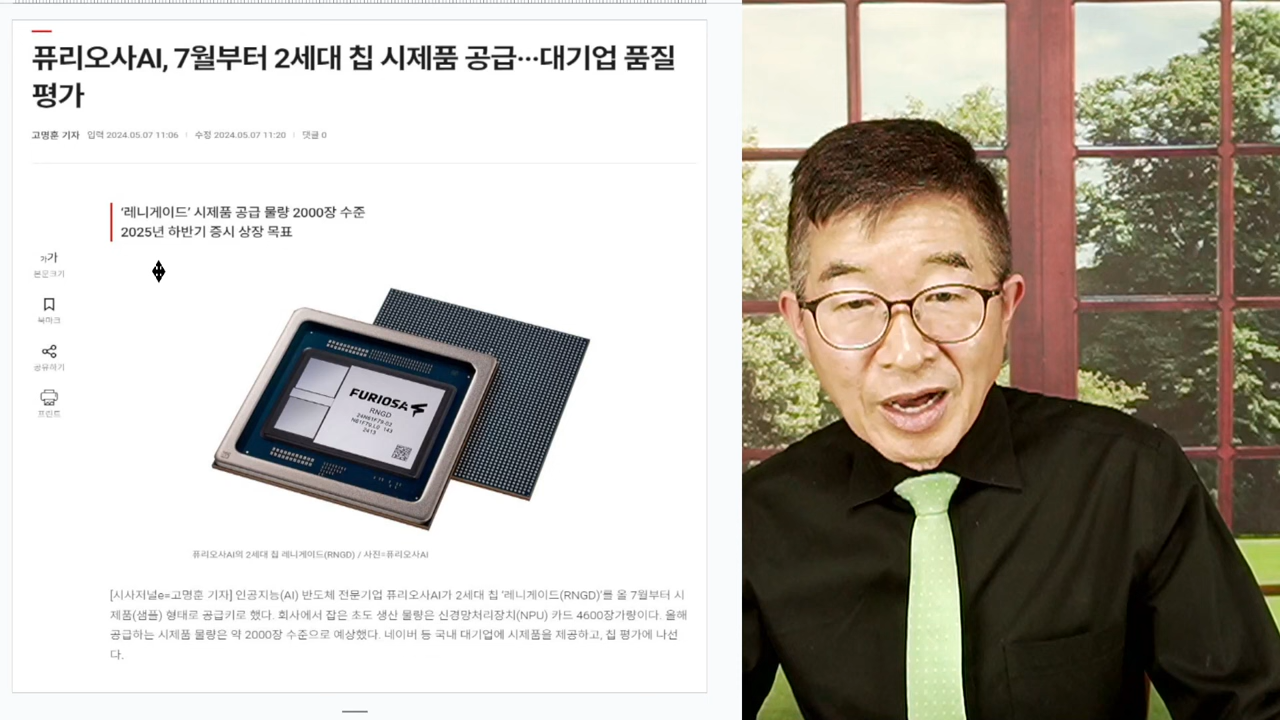 퓨리오사AI, 7월부터 2세대 칩 시제품 공급···대기업 품질
평가
고명훈 기자 입력 2024.05.07 11:06 수정 2024.05.07 11:20 댓글 0
‘레니게이드’ 시제품 공급 물량 2000장 수준
2025년 하반기 증시 상장 목표
가가
본문크기
북마크
공유하기
프린트
FURIOSA
RNGD
2413
퓨리오사AI의 2세대 칩 레니게이드(RNGD) / 사진=퓨리오사AI
[시사저널e=고명훈 기자] 인공지능(AI) 반도체 전문기업 퓨리오사AI가 2세대 칩 ‘레니게이드(RNGD)’를 올 7월부터 시
제품(샘플) 형태로 공급키로 했다. 회사에서 잡은 초도 생산 물량은 신경망처리장치(NPU) 카드 4600장가량이다. 올해
공급하는 시제품 물량은 약 2000장 수준으로 예상했다. 네이버 등 국내 대기업에 시제품을 제공하고, 칩 평가에 나선
다.